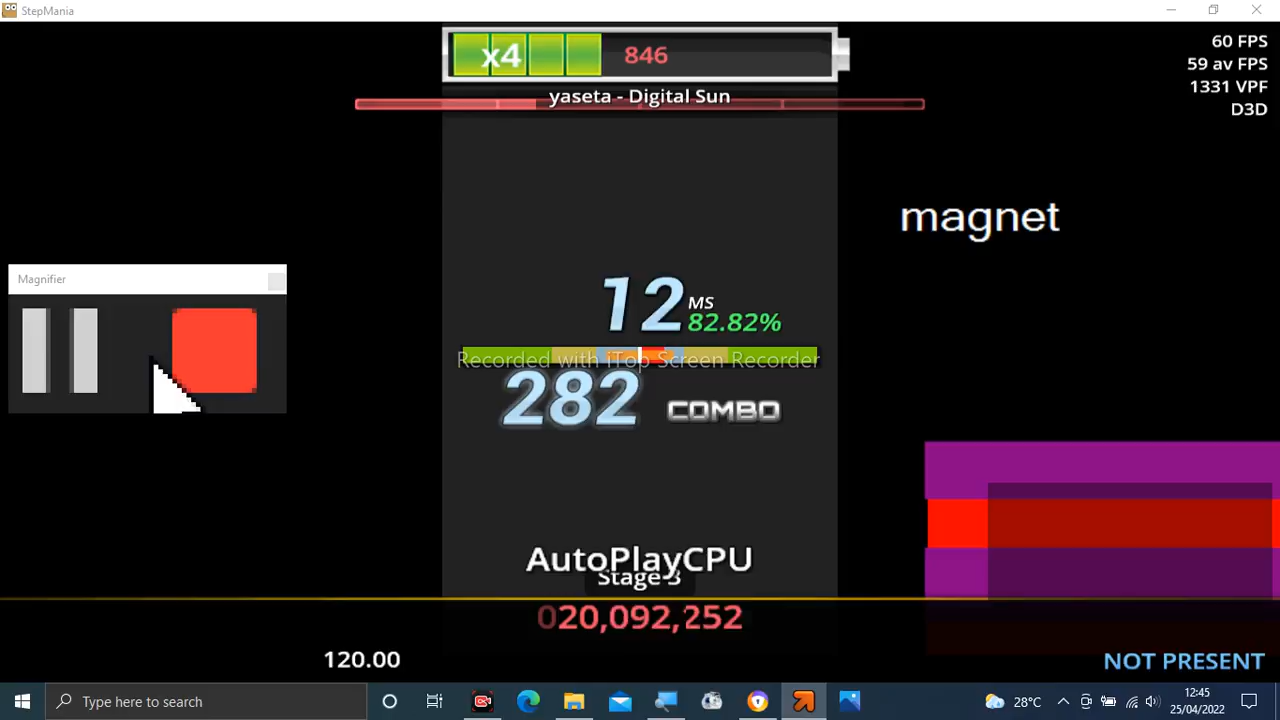 StepMania
60 FPS
59 av FPS
1331 VPF
D3D
x4
846
yaseta - Digital Sun
magnet
Magnifier
12 MS
82.82%
Recorded with iTop Screen Recorder
282 COMBO
AutoPlayCPU
Stage 3
020,092,252
120.00
NOT PRESENT
Type here to search
28°C
12:45
25/04/2022